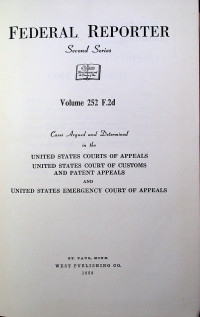 FEDERAL REPORTER
Second Series
Volume 252 F.2d
Cases Argued and Determined
in the
UNITED STATES COURTS OF APPEALS
UNITED STATES COURT OF CUSTOMS
AND PATENT APPEALS
AND
UNITED STATES EMERGENCY COURT OF APPEALS
ST. PAUL, MINN.
WEST PUBLISHING CO.
1958